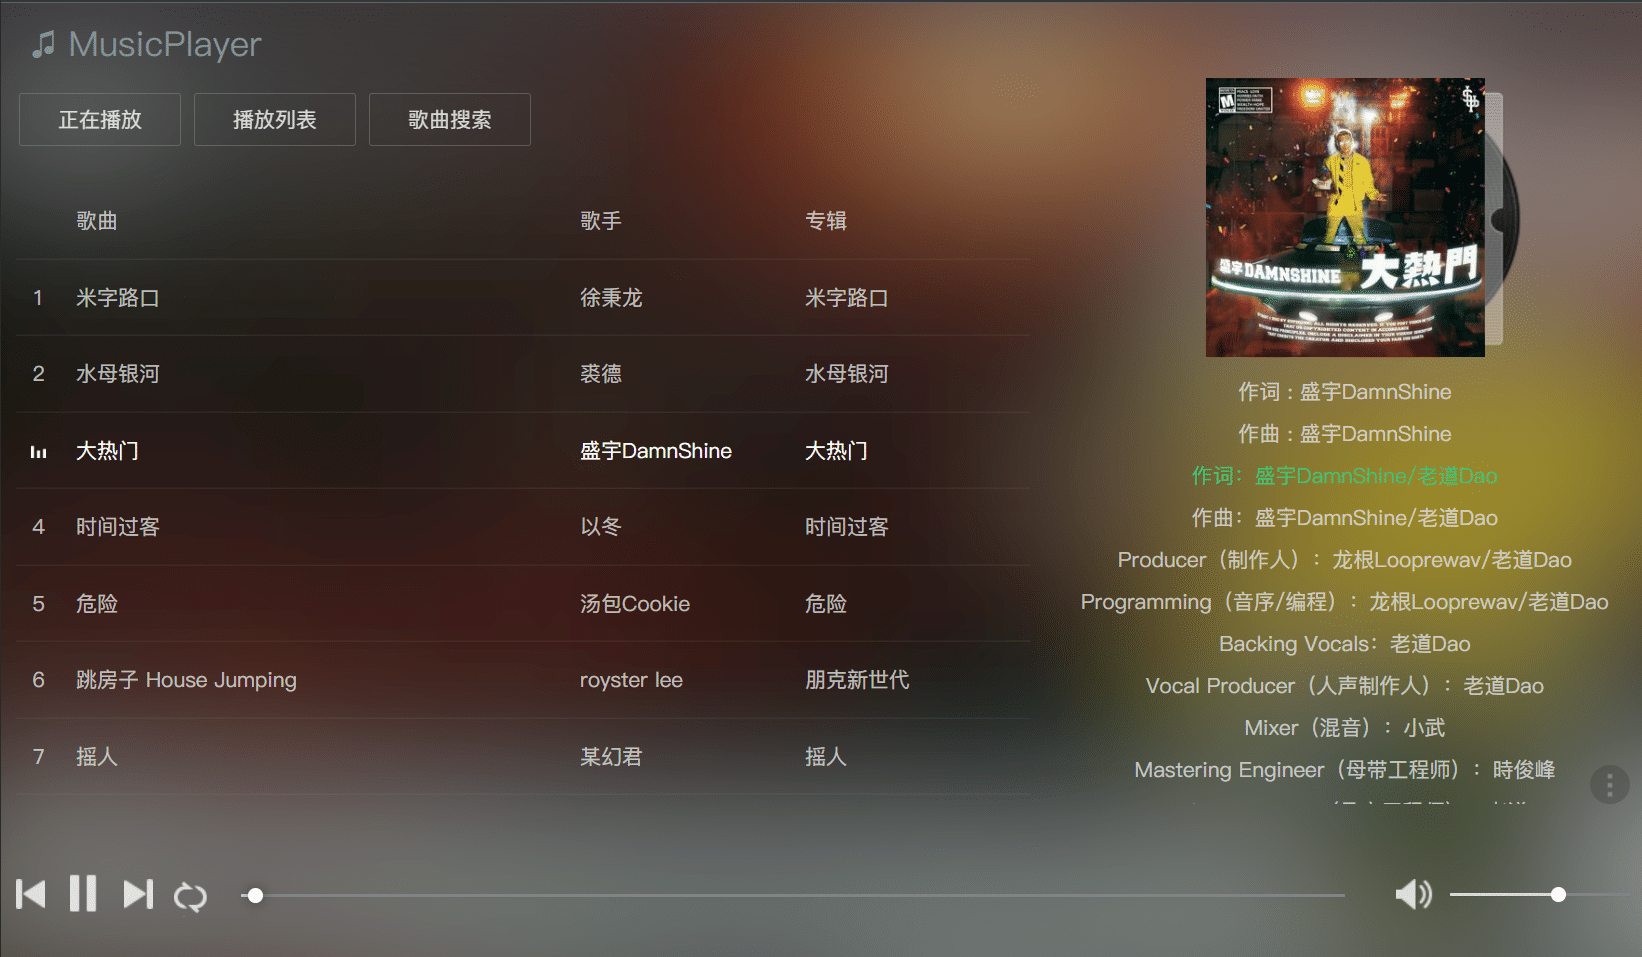 MusicPlayer
正在播放 播放列表 歌曲搜索
歌曲 歌手 专辑
1 米字路口 徐秉龙 米字路口
2 水母银河 裘德 水母银河
大热门 盛宇DamnShine 大热门
4 时间过客 以冬 时间过客
5 危险 汤包Cookie 危险
6 跳房子 House Jumping royster lee 朋克新世代
7 摇人 某幻君 摇人
M
盛宇DAMNSHINE 大熱門
作词 : 盛宇DamnShine
作曲 : 盛宇DamnShine
作词：盛宇DamnShine/老道Dao
作曲：盛宇DamnShine/老道Dao
Producer（制作人）：龙根Looprewav/老道Dao
Programming（音序/编程）：龙根Looprewav/老道Dao
Backing Vocals：老道Dao
Vocal Producer（人声制作人）：老道Dao
Mixer（混音）：小武
Mastering Engineer（母带工程师）：時俊峰